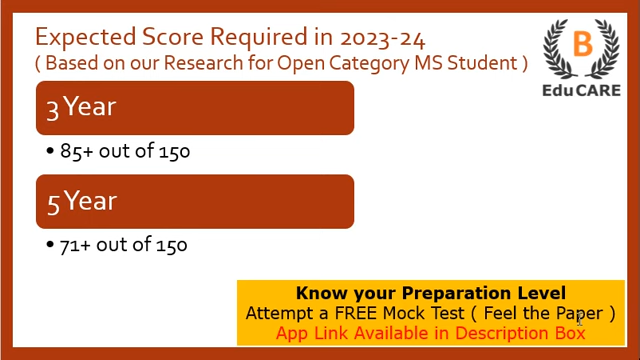 Expected Score Required in 2023-24
( Based on our Research for Open Category MS Student )
B
EduCARE
3 Year
• 85+ out of 150
5 Year
• 71+ out of 150
Know your Preparation Level
Attempt a FREE Mock Test ( Feel the Paper )
App Link Available in Description Box